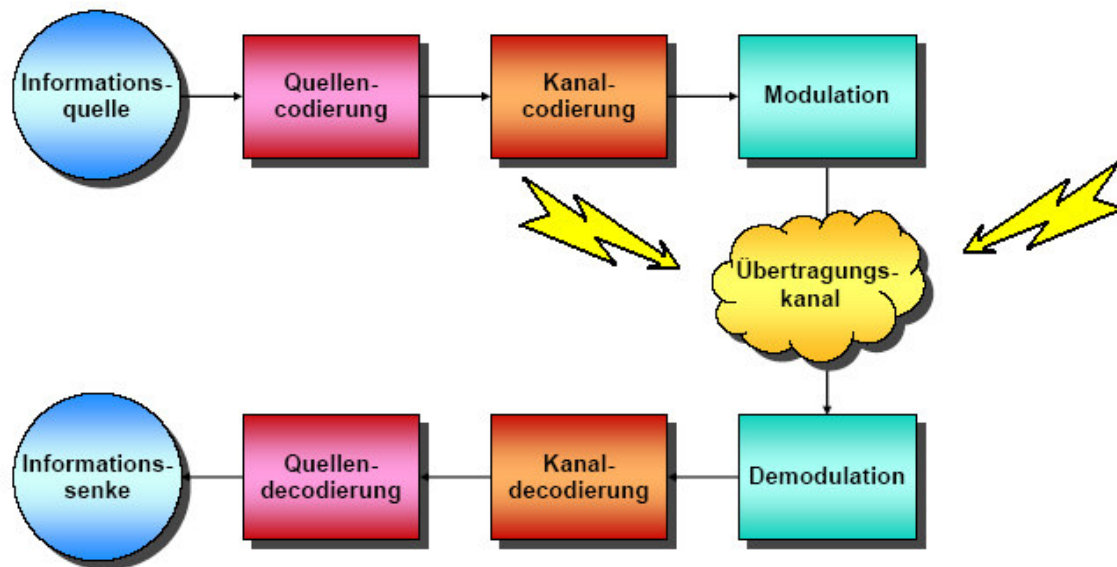 Informations-
quelle
Quellen-
codierung
Kanal-
codierung
Modulation
Übertragungs-
kanal
Informations-
senke
Quellen-
decodierung
Kanal-
decodierung
Demodulation